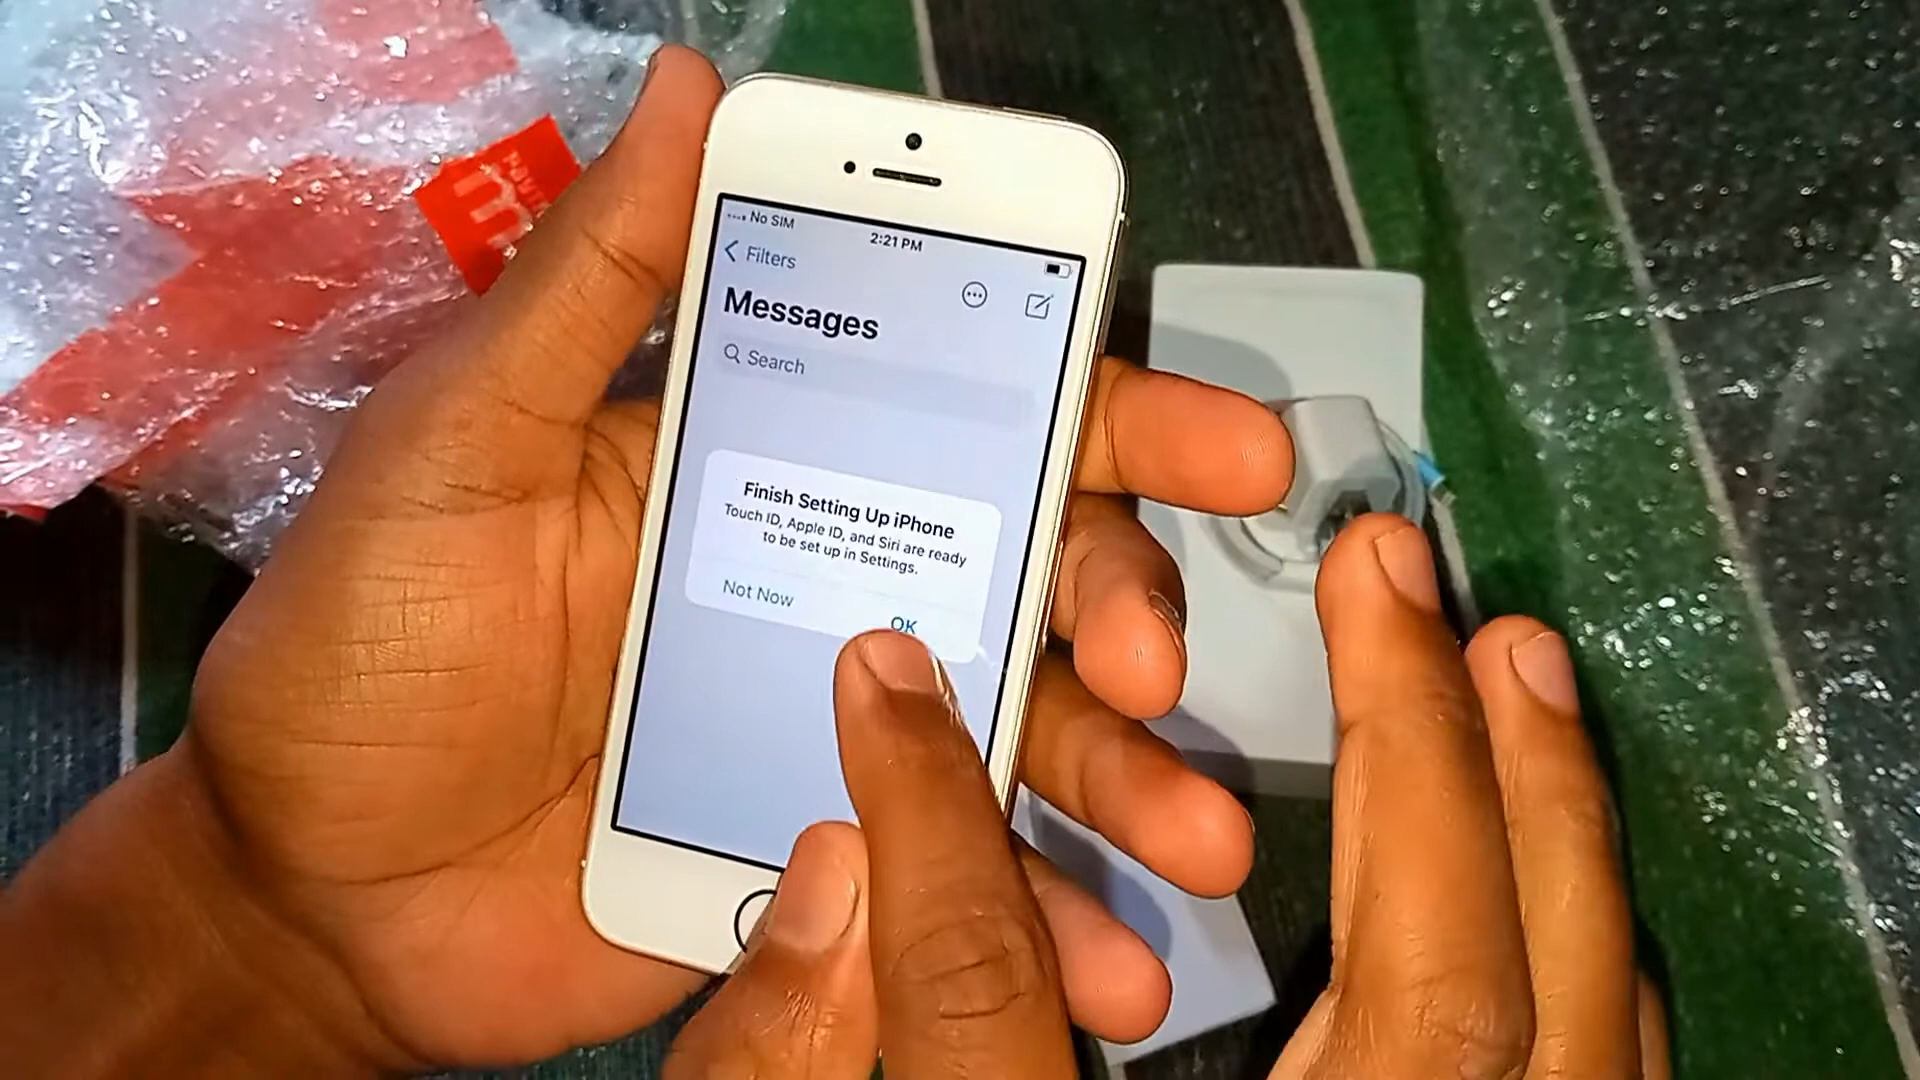 No SIM
2:21 PM
Filters
Messages
Search
Finish Setting Up iPhone
Touch ID, Apple ID, and Siri are ready
to be set up in Settings.
Not Now
OK